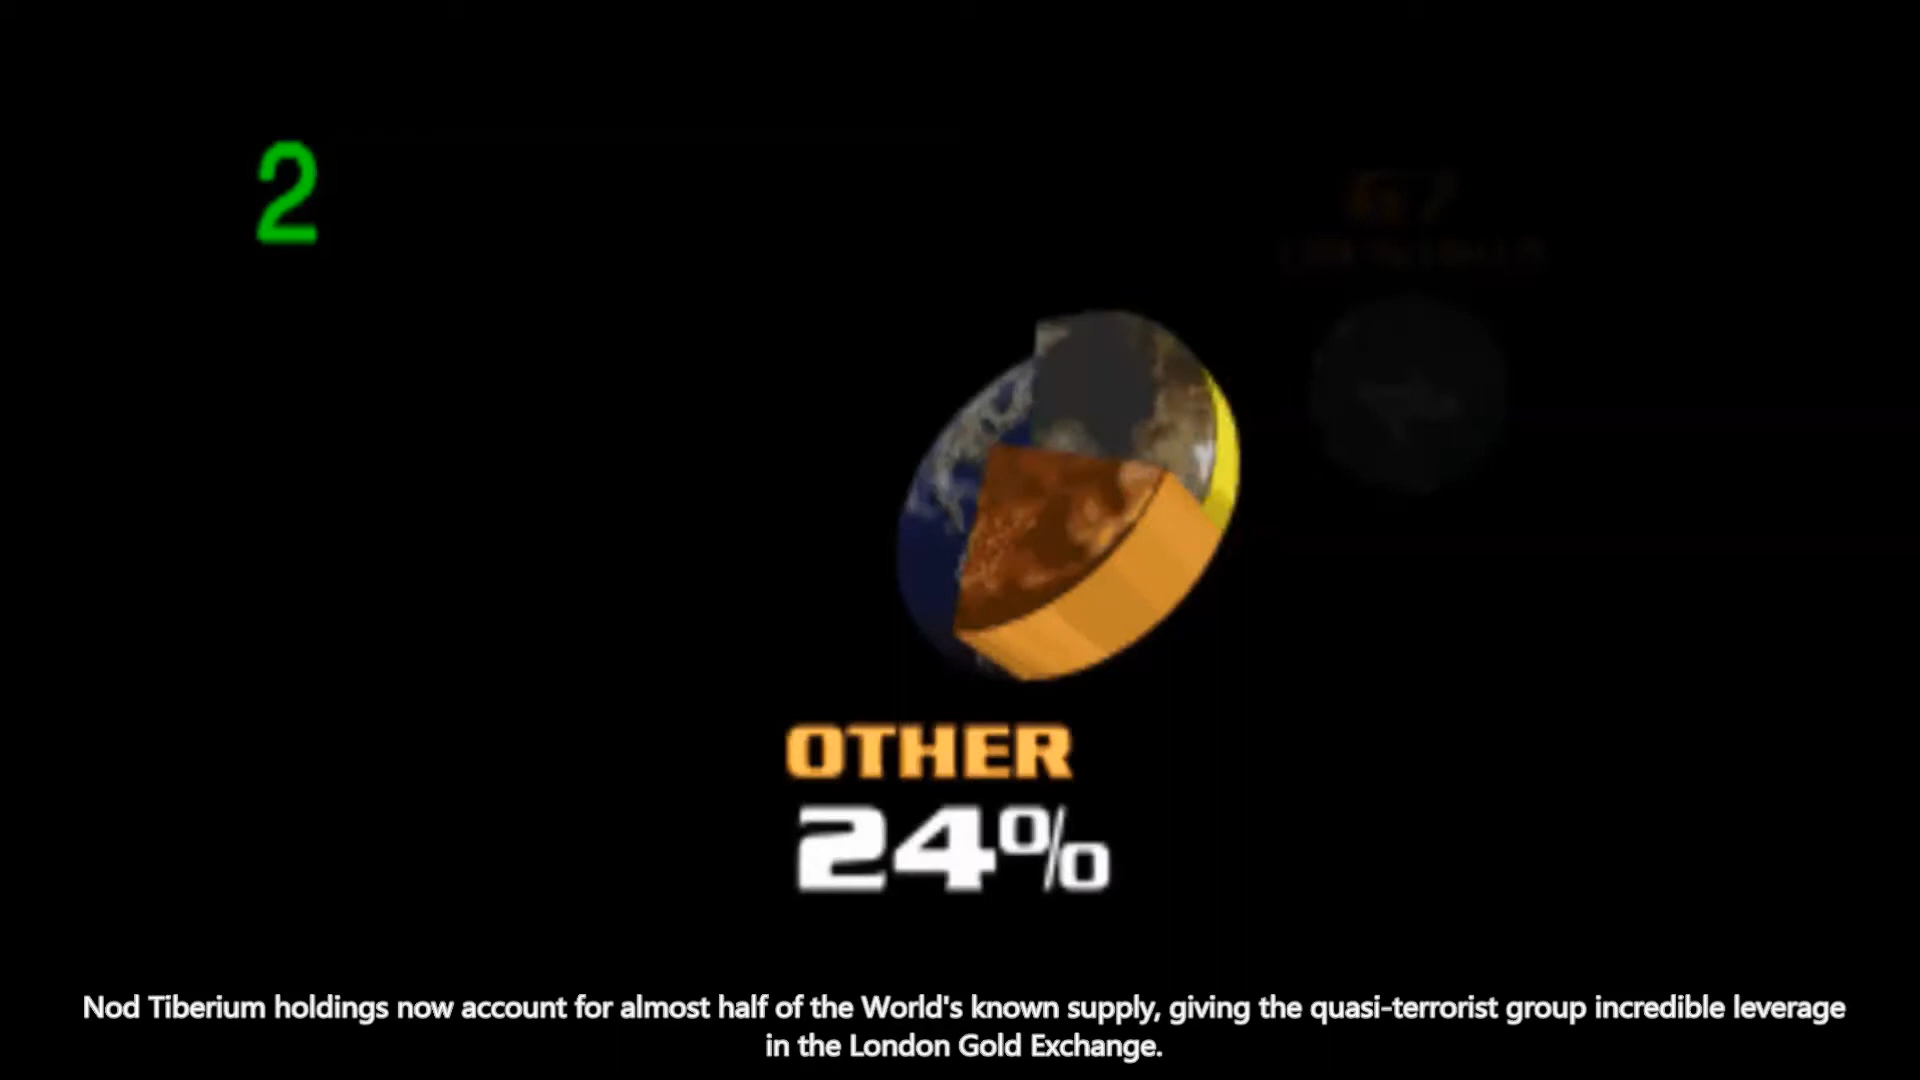 2
OTHER
24%
Nod Tiberium holdings now account for almost half of the World's known supply, giving the quasi-terrorist group incredible leverage
in the London Gold Exchange.